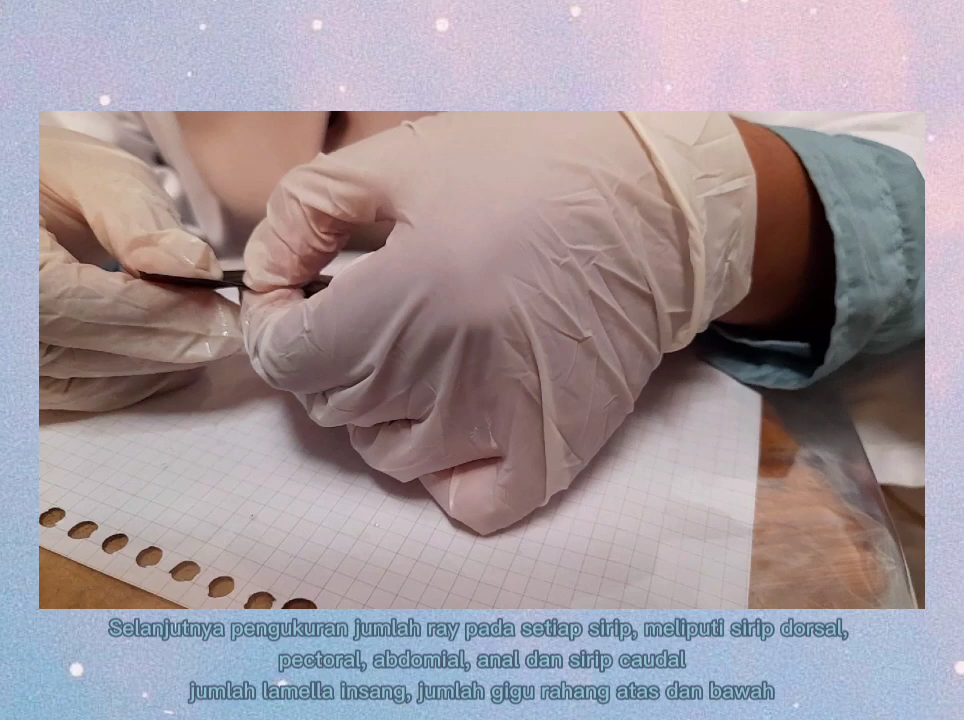 Selanjutnya pengukuran jumlah ray pada setiap sirip, meliputi sirip dorsal,
pectoral, abdomial, anal dan sirip caudal
jumlah lamella insang, jumlah gigu rahang atas dan bawah